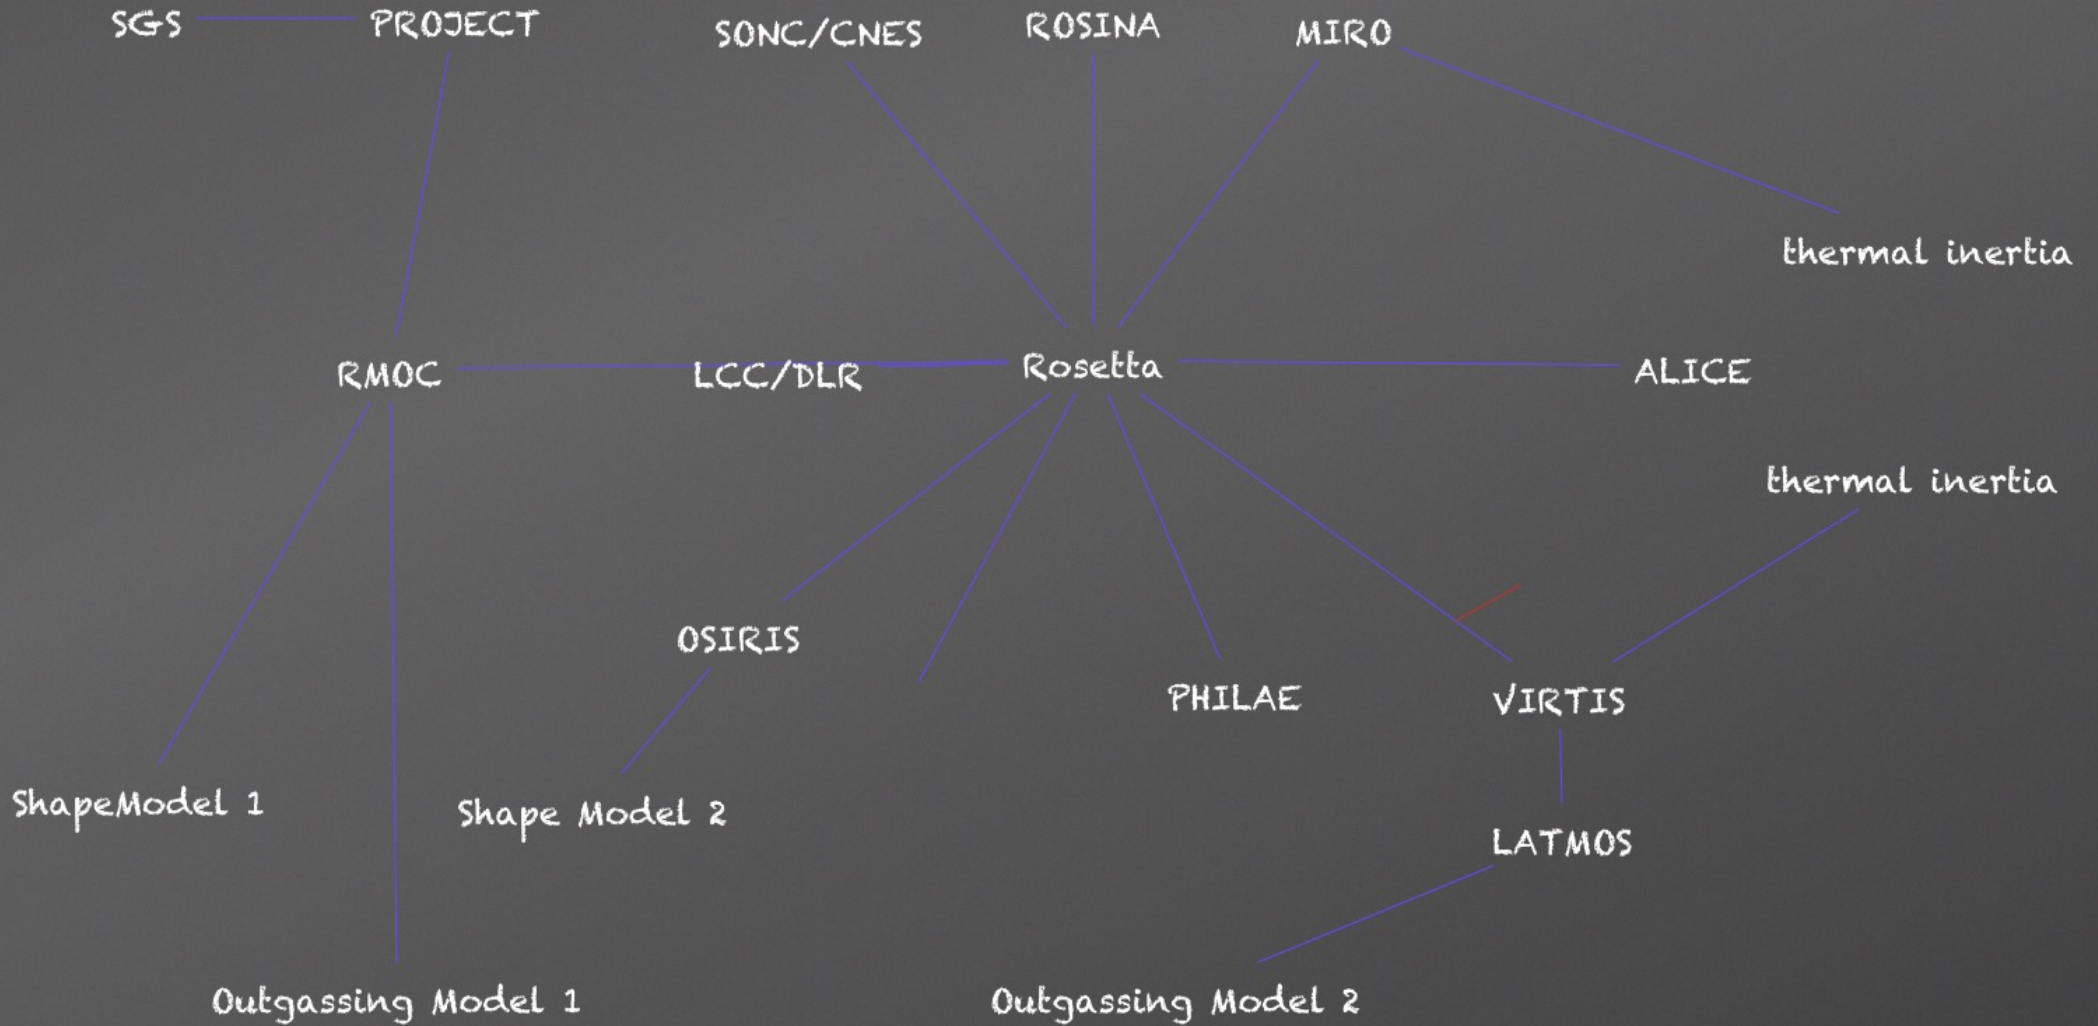 SGS
PROJECT
SONC/CNES
ROSINA
MIRO
thermal inertia
RMOC
LCC/DLR
Rosetta
ALICE
thermal inertia
OSIRIS
PHILAE
VIRTIS
ShapeModel 1
Shape Model 2
LATMOS
Outgassing Model 1
Outgassing Model 2